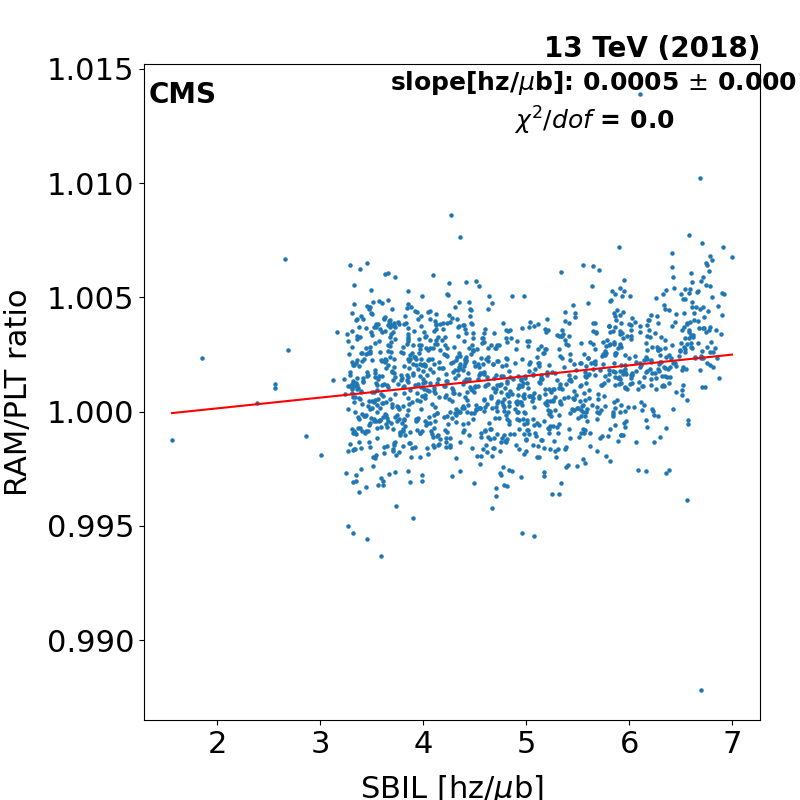 13 TeV (2018)
CMS
slope[hz/μb]: 0.0005 ± 0.000
χ²/dof = 0.0
1.015
1.010
1.005
1.000
0.995
0.990
RAM/PLT ratio
2 3 4 5 6 7
SBIL [hz/μb]